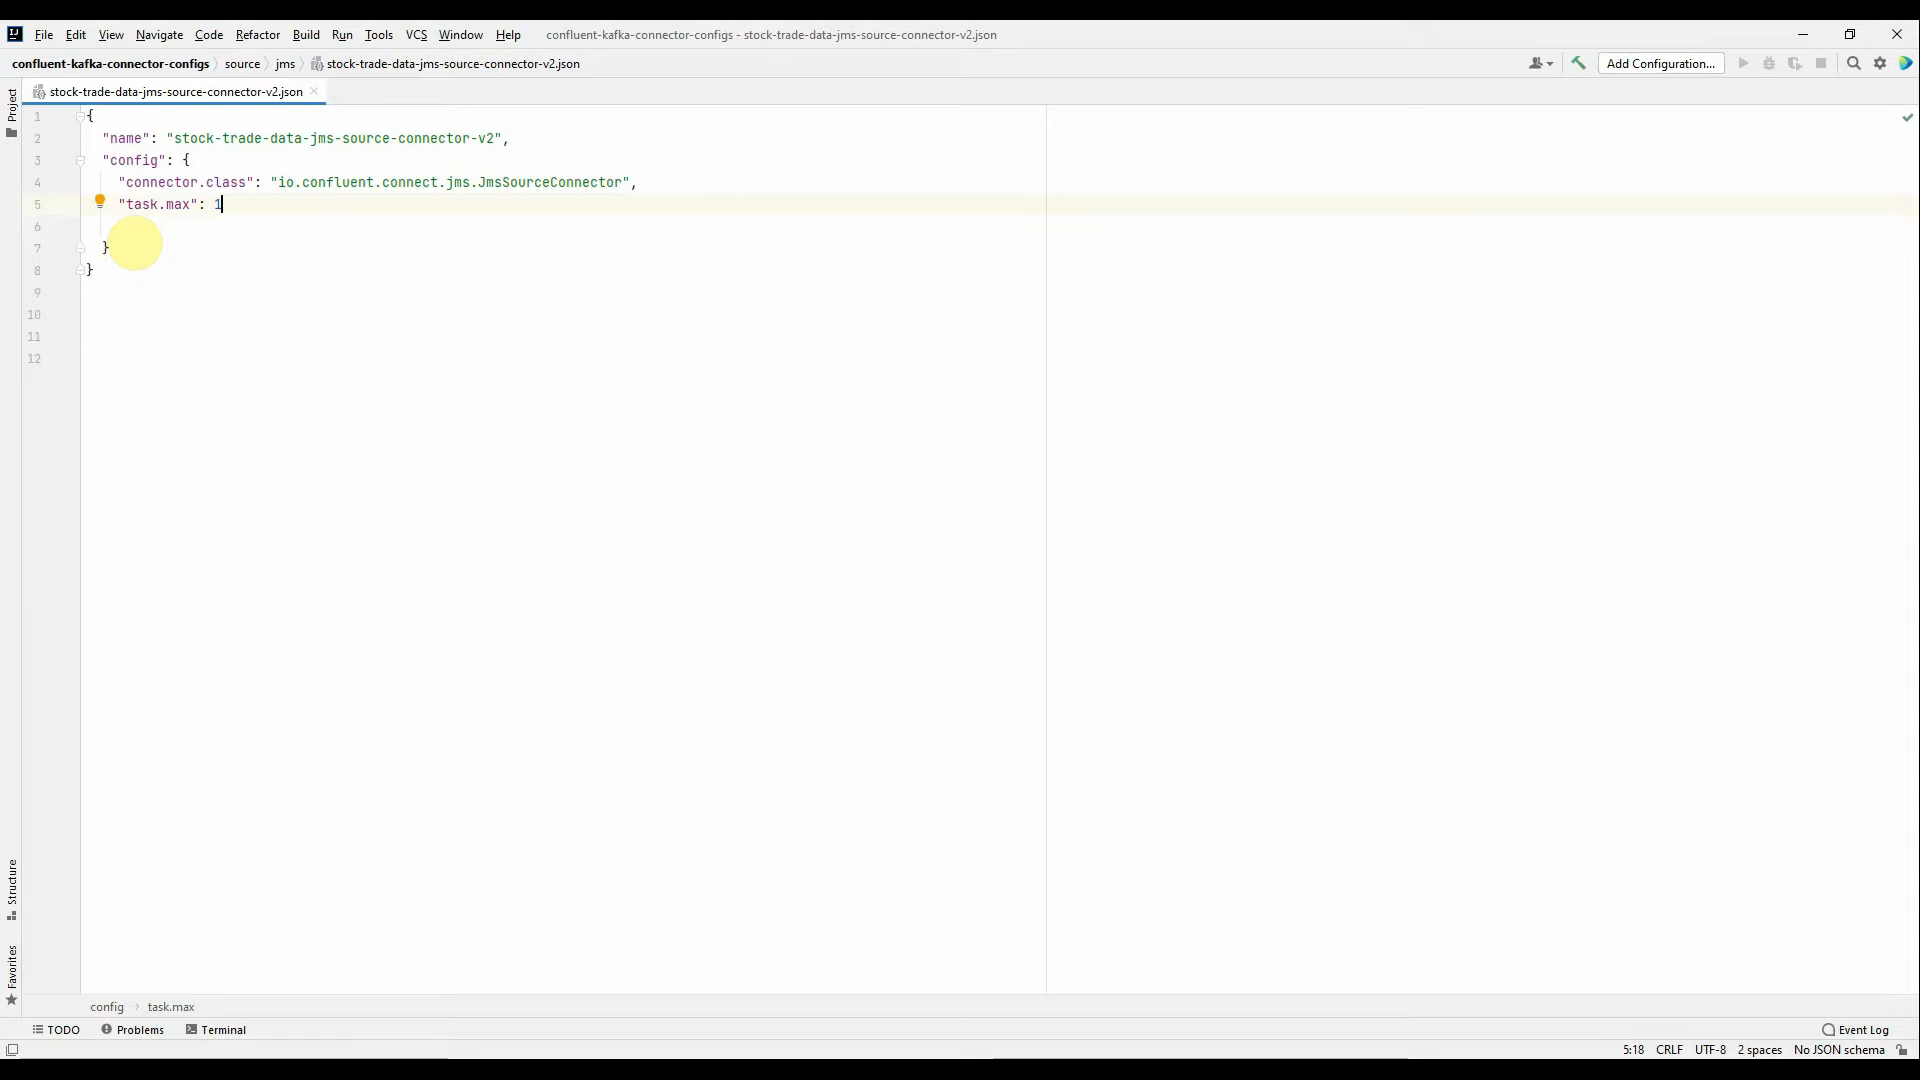 File Edit View Navigate Code Refactor Build Run Tools VCS Window Help confluent-kafka-connector-configs - stock-trade-data-jms-source-connector-v2.json
confluent-kafka-connector-configs source jms stock-trade-data-jms-source-connector-v2.json Add Configuration...
Project
stock-trade-data-jms-source-connector-v2.json
1 {
2 "name": "stock-trade-data-jms-source-connector-v2",
3 "config": {
4 "connector.class": "io.confluent.connect.jms.JmsSourceConnector",
5 "task.max": 1
6
7 }
8 }
9
10
11
12
Structure
Favorites
config task.max
TODO Problems Terminal Event Log
5:18 CRLF UTF-8 2 spaces No JSON schema